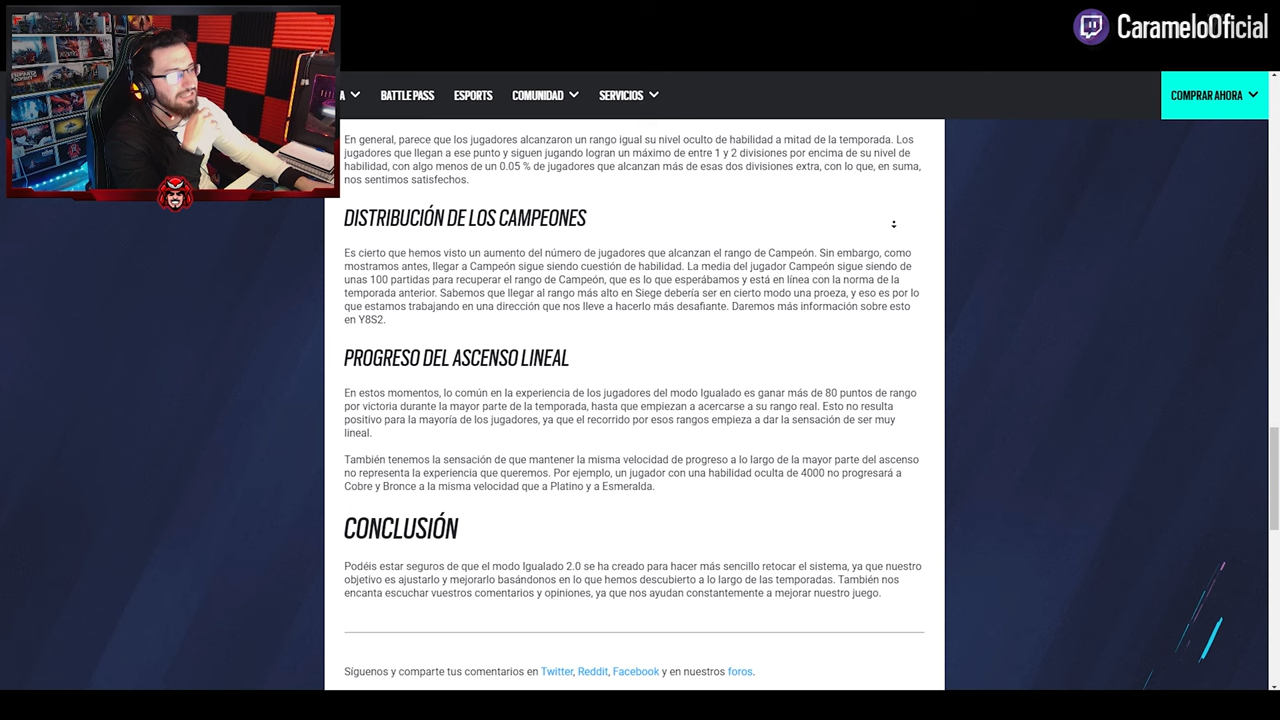 CarameloOficial
A
BATTLE PASS
ESPORTS
COMUNIDAD
SERVICIOS
COMPRAR AHORA
En general, parece que los jugadores alcanzaron un rango igual su nivel oculto de habilidad a mitad de la temporada. Los
jugadores que llegan a ese punto y siguen jugando logran un máximo de entre 1 y 2 divisiones por encima de su nivel de
habilidad, con algo menos de un 0.05 % de jugadores que alcanzan más de esas dos divisiones extra, con lo que, en suma,
nos sentimos satisfechos.
DISTRIBUCIÓN DE LOS CAMPEONES
Es cierto que hemos visto un aumento del número de jugadores que alcanzan el rango de Campeón. Sin embargo, como
mostramos antes, llegar a Campeón sigue siendo cuestión de habilidad. La media del jugador Campeón sigue siendo de
unas 100 partidas para recuperar el rango de Campeón, que es lo que esperábamos y está en línea con la norma de la
temporada anterior. Sabemos que llegar al rango más alto en Siege debería ser en cierto modo una proeza, y eso es por lo
que estamos trabajando en una dirección que nos lleve a hacerlo más desafiante. Daremos más información sobre esto
en Y8S2.
PROGRESO DEL ASCENSO LINEAL
En estos momentos, lo común en la experiencia de los jugadores del modo Igualado es ganar más de 80 puntos de rango
por victoria durante la mayor parte de la temporada, hasta que empiezan a acercarse a su rango real. Esto no resulta
positivo para la mayoría de los jugadores, ya que el recorrido por esos rangos empieza a dar la sensación de ser muy
lineal.
También tenemos la sensación de que mantener la misma velocidad de progreso a lo largo de la mayor parte del ascenso
no representa la experiencia que queremos. Por ejemplo, un jugador con una habilidad oculta de 4000 no progresará a
Cobre y Bronce a la misma velocidad que a Platino y a Esmeralda.
CONCLUSIÓN
Podéis estar seguros de que el modo Igualado 2.0 se ha creado para hacer más sencillo retocar el sistema, ya que nuestro
objetivo es ajustarlo y mejorarlo basándonos en lo que hemos descubierto a lo largo de las temporadas. También nos
encanta escuchar vuestros comentarios y opiniones, ya que nos ayudan constantemente a mejorar nuestro juego.
Síguenos y comparte tus comentarios en Twitter, Reddit, Facebook y en nuestros foros.